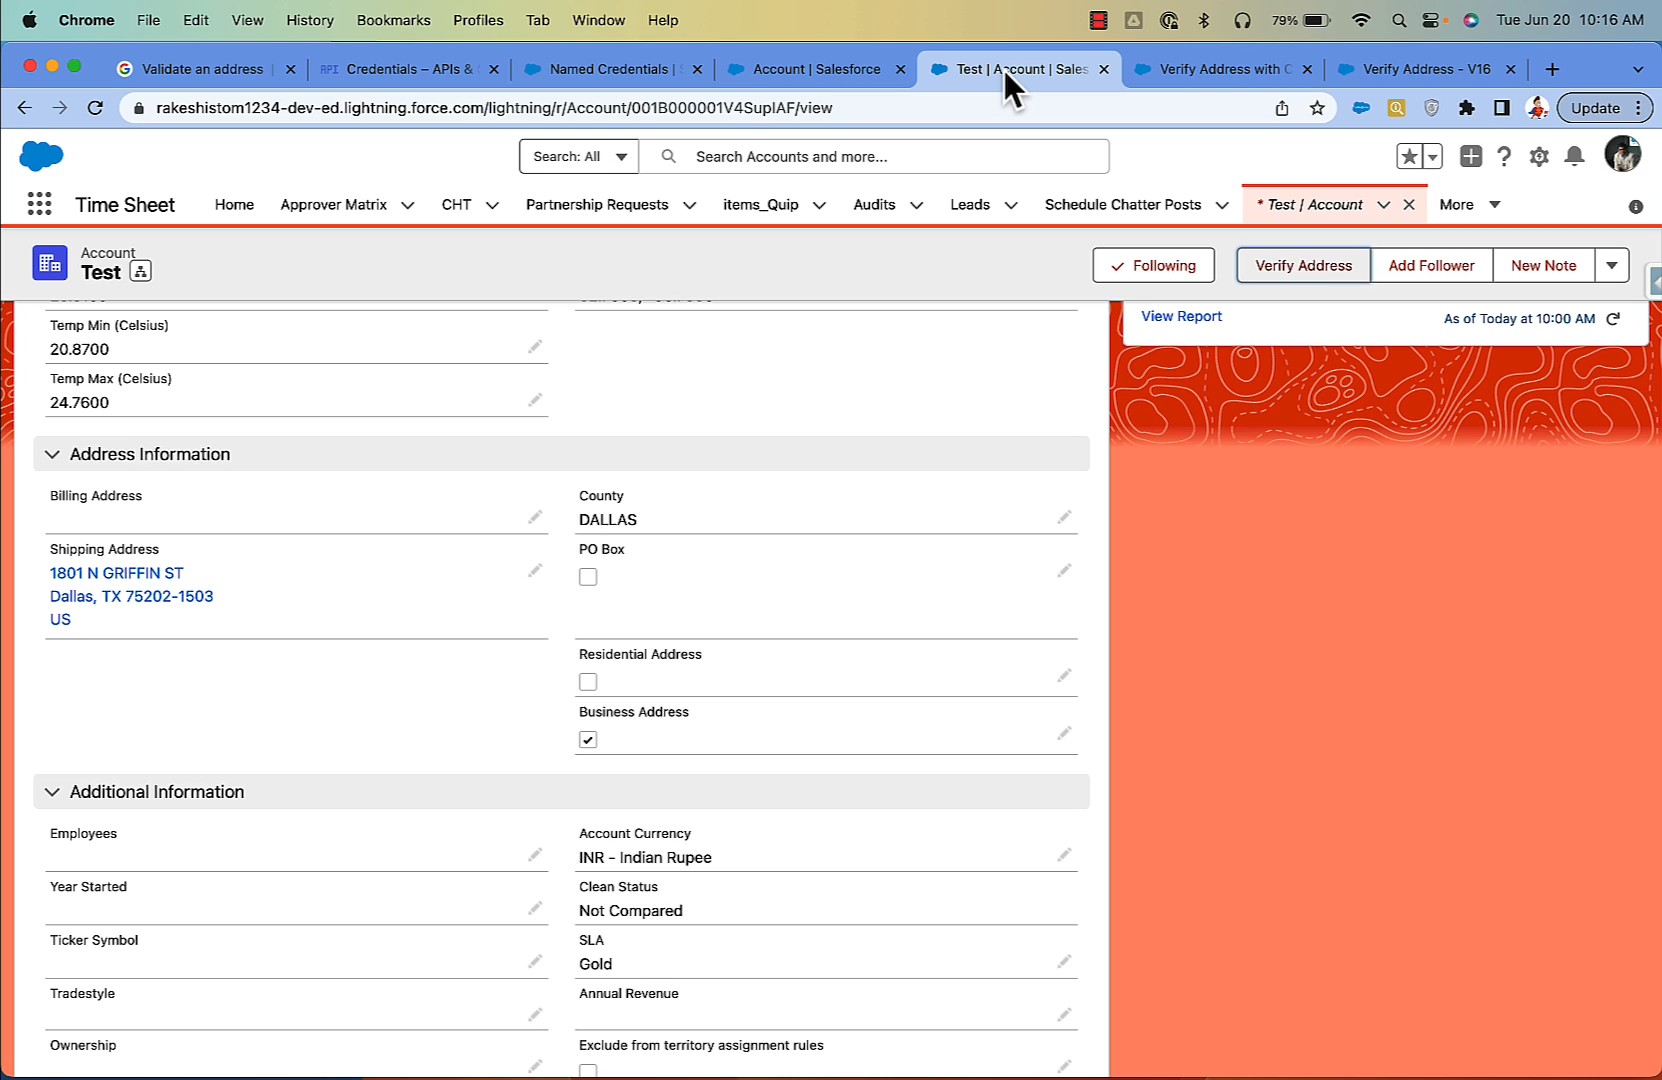 Chrome File Edit View History Bookmarks Profiles Tab Window Help 79% Tue Jun 20 10:16 AM
Validate an address API Credentials – APIs & Named Credentials | Account | Salesforce Test | Account | Sales Verify Address with Verify Address - V16
rakeshistom1234-dev-ed.lightning.force.com/lightning/r/Account/001B000001V4SupIAF/view Update
Search: All Search Accounts and more...
Time Sheet Home Approver Matrix CHT Partnership Requests items_Quip Audits Leads Schedule Chatter Posts * Test | Account More
Account
Test
Following Verify Address Add Follower New Note
View Report As of Today at 10:00 AM
Temp Min (Celsius)
20.8700
Temp Max (Celsius)
24.7600
Address Information
Billing Address
County
DALLAS
Shipping Address
1801 N GRIFFIN ST
Dallas, TX 75202-1503
US
PO Box
Residential Address
Business Address
Additional Information
Employees
Account Currency
INR - Indian Rupee
Year Started
Clean Status
Not Compared
Ticker Symbol
SLA
Gold
Tradestyle
Annual Revenue
Ownership
Exclude from territory assignment rules